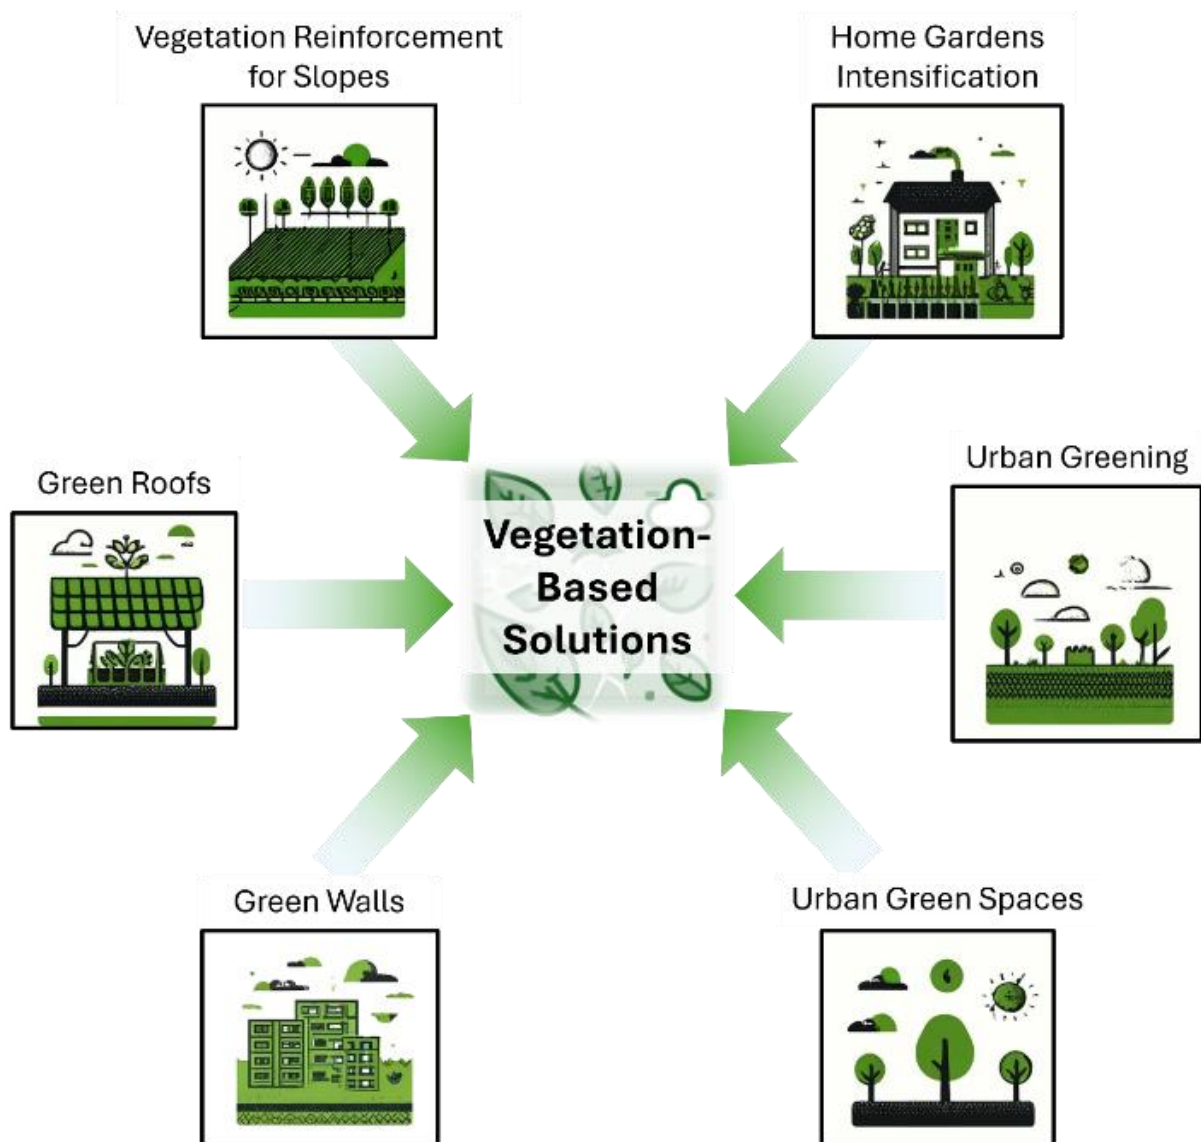 Vegetation Reinforcement
for Slopes
Home Gardens
Intensification
Green Roofs
Urban Greening
Vegetation-
Based
Solutions
Green Walls
Urban Green Spaces